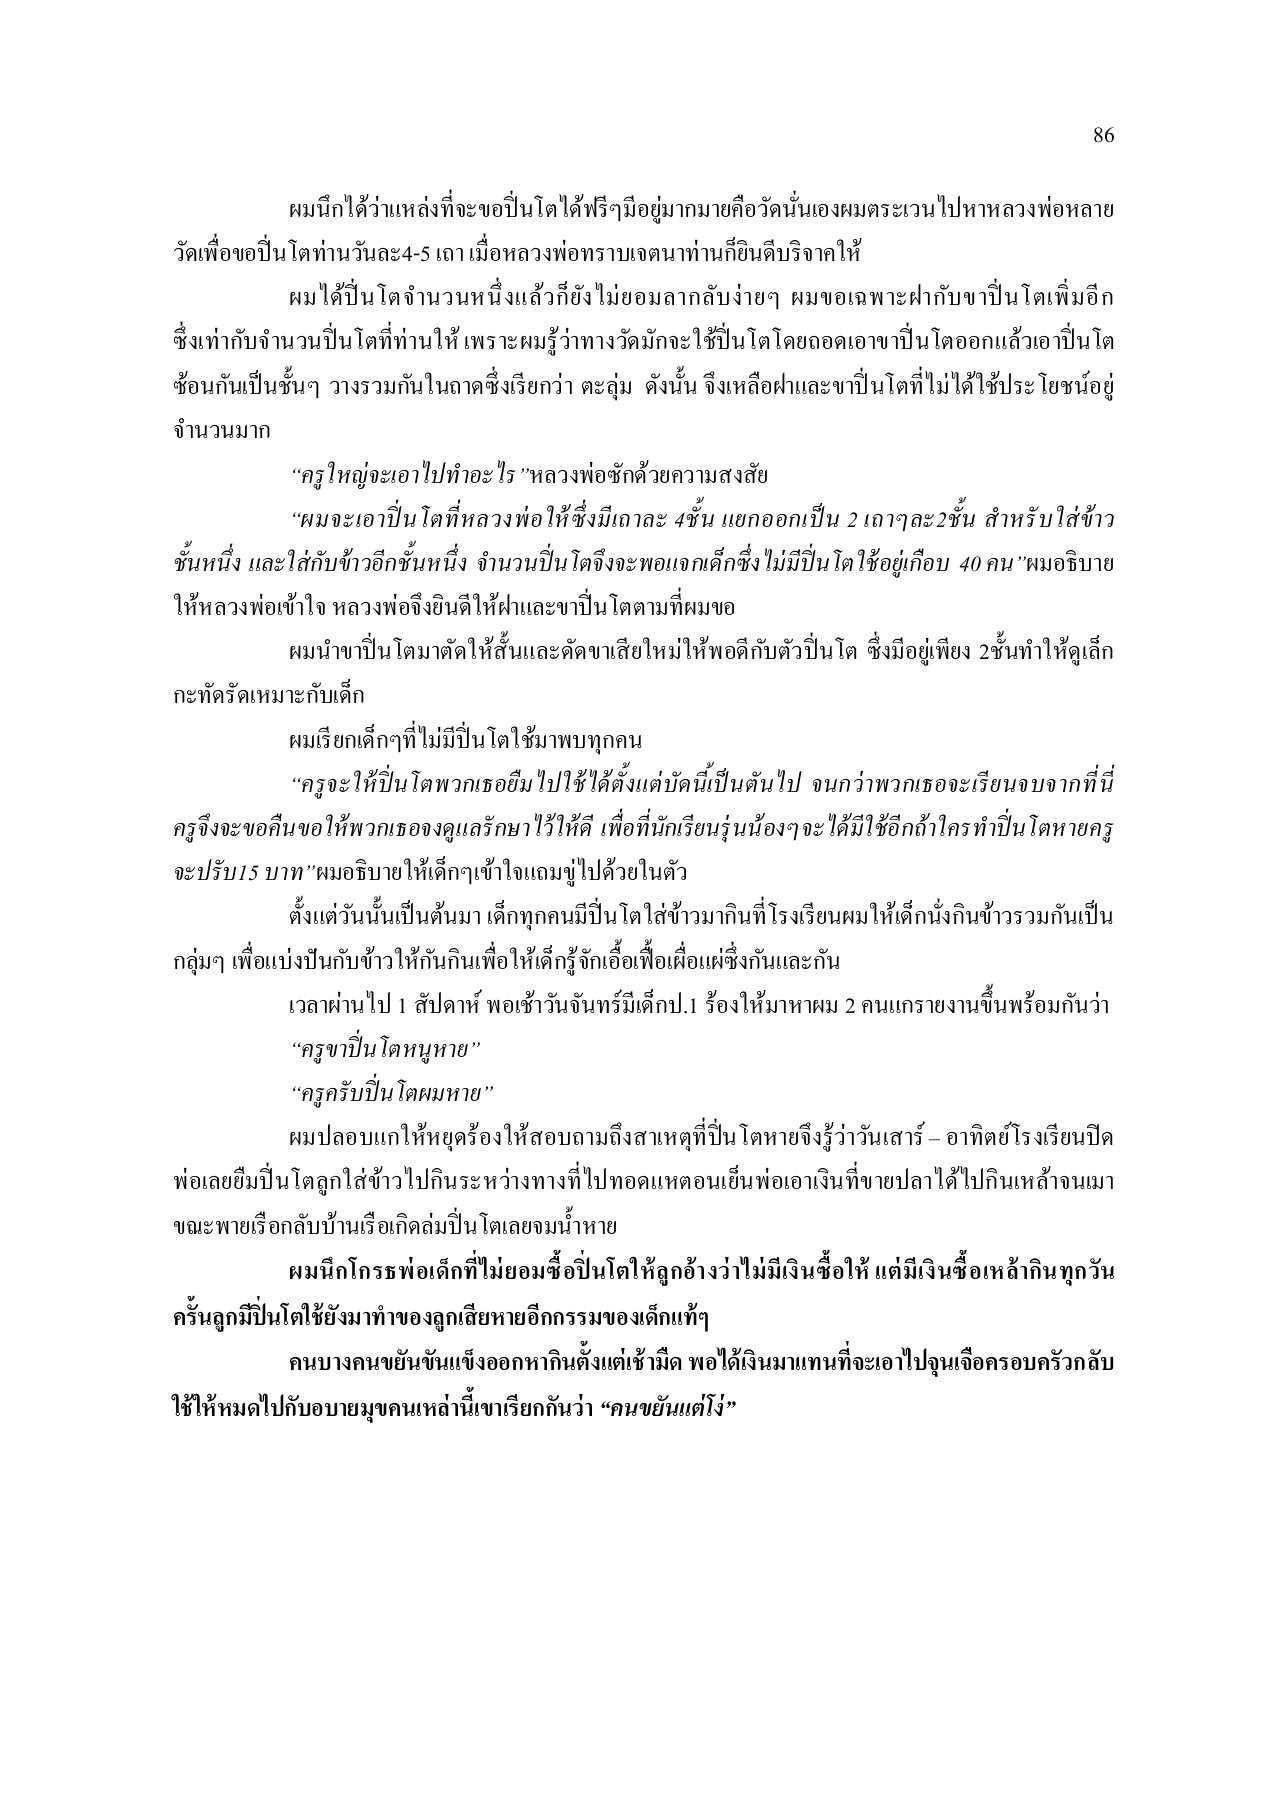 86
ผมนึกได้ว่าแหล่งที่จะขอปิ่นโตได้ฟรีๆมีอยู่มากมายคือวัดนั่นเองผมตระเวนไปหาหลวงพ่อหลาย
วัดเพื่อขอปิ่นโตท่านวันละ4-5 เถา เมื่อหลวงพ่อทราบเจตนาท่านก็ยินดีบริจาคให้
ผมได้ปิ่นโตจำนวนหนึ่งแล้วก็ยังไม่ยอมลากลับง่ายๆ ผมขอเฉพาะฝากับขาปิ่นโตเพิ่มอีก
ซึ่งเท่ากับจำนวนปิ่นโตที่ท่านให้ เพราะผมรู้ว่าทางวัดมักจะใช้ปิ่นโตโดยถอดเอาขาปิ่นโตออกแล้วเอาปิ่นโต
ซ้อนกันเป็นชั้นๆ วางรวมกันในถาดซึ่งเรียกว่า ตะลุ่ม ดังนั้น จึงเหลือฝาและขาปิ่นโตที่ไม่ได้ใช้ประโยชน์อยู่
จำนวนมาก
“ครูใหญ่จะเอาไปทำอะไร”หลวงพ่อซักด้วยความสงสัย
“ผมจะเอาปิ่นโตที่หลวงพ่อให้ซึ่งมีเถาละ 4ชั้น แยกออกเป็น 2 เถาๆละ2ชั้น สำหรับใส่ข้าว
ชั้นหนึ่ง และใส่กับข้าวอีกชั้นหนึ่ง จำนวนปิ่นโตจึงจะพอแจกเด็กซึ่งไม่มีปิ่นโตใช้อยู่เกือบ 40 คน”ผมอธิบาย
ให้หลวงพ่อเข้าใจ หลวงพ่อจึงยินดีให้ฝาและขาปิ่นโตตามที่ผมขอ
ผมนำขาปิ่นโตมาตัดให้สั้นและดัดขาเสียใหม่ให้พอดีกับตัวปิ่นโต ซึ่งมีอยู่เพียง 2ชั้นทำให้ดูเล็ก
กะทัดรัดเหมาะกับเด็ก
ผมเรียกเด็กๆที่ไม่มีปิ่นโตใช้มาพบทุกคน
“ครูจะให้ปิ่นโตพวกเธอยืมไปใช้ได้ตั้งแต่บัดนี้เป็นตันไป จนกว่าพวกเธอจะเรียนจบจากที่นี่
ครูจึงจะขอคืนขอให้พวกเธอจงดูแลรักษาไว้ให้ดี เพื่อที่นักเรียนรุ่นน้องๆจะได้มีใช้อีกถ้าใครทำปิ่นโตหายครู
จะปรับ15 บาท”ผมอธิบายให้เด็กๆเข้าใจแถมขู่ไปด้วยในตัว
ตั้งแต่วันนั้นเป็นต้นมา เด็กทุกคนมีปิ่นโตใส่ข้าวมากินที่โรงเรียนผมให้เด็กนั่งกินข้าวรวมกันเป็น
กลุ่มๆ เพื่อแบ่งปันกับข้าวให้กันกินเพื่อให้เด็กรู้จักเอื้อเฟื้อเผื่อแผ่ซึ่งกันและกัน
เวลาผ่านไป 1 สัปดาห์ พอเช้าวันจันทร์มีเด็กป.1 ร้องให้มาหาผม 2 คนแกรายงานขึ้นพร้อมกันว่า
“ครูขาปิ่นโตหนูหาย”
“ครูครับปิ่นโตผมหาย”
ผมปลอบแกให้หยุดร้องให้สอบถามถึงสาเหตุที่ปิ่นโตหายจึงรู้ว่าวันเสาร์ – อาทิตย์โรงเรียนปิด
พ่อเลยยืมปิ่นโตลูกใส่ข้าวไปกินระหว่างทางที่ไปทอดแหตอนเย็นพ่อเอาเงินที่ขายปลาได้ไปกินเหล้าจนเมา
ขณะพายเรือกลับบ้านเรือเกิดล่มปิ่นโตเลยจมน้ำหาย
ผมนึกโกรธพ่อเด็กที่ไม่ยอมซื้อปิ่นโตให้ลูกอ้างว่าไม่มีเงินซื้อให้ แต่มีเงินซื้อเหล้ากินทุกวัน
ครั้นลูกมีปิ่นโตใช้ยังมาทำของลูกเสียหายอีกกรรมของเด็กแท้ๆ
คนบางคนขยันขันแข็งออกหากินตั้งแต่เช้ามืด พอได้เงินมาแทนที่จะเอาไปจุนเจือครอบครัวกลับ
ใช้ให้หมดไปกับอบายมุขคนเหล่านี้เขาเรียกกันว่า “คนขยันแต่โง่”